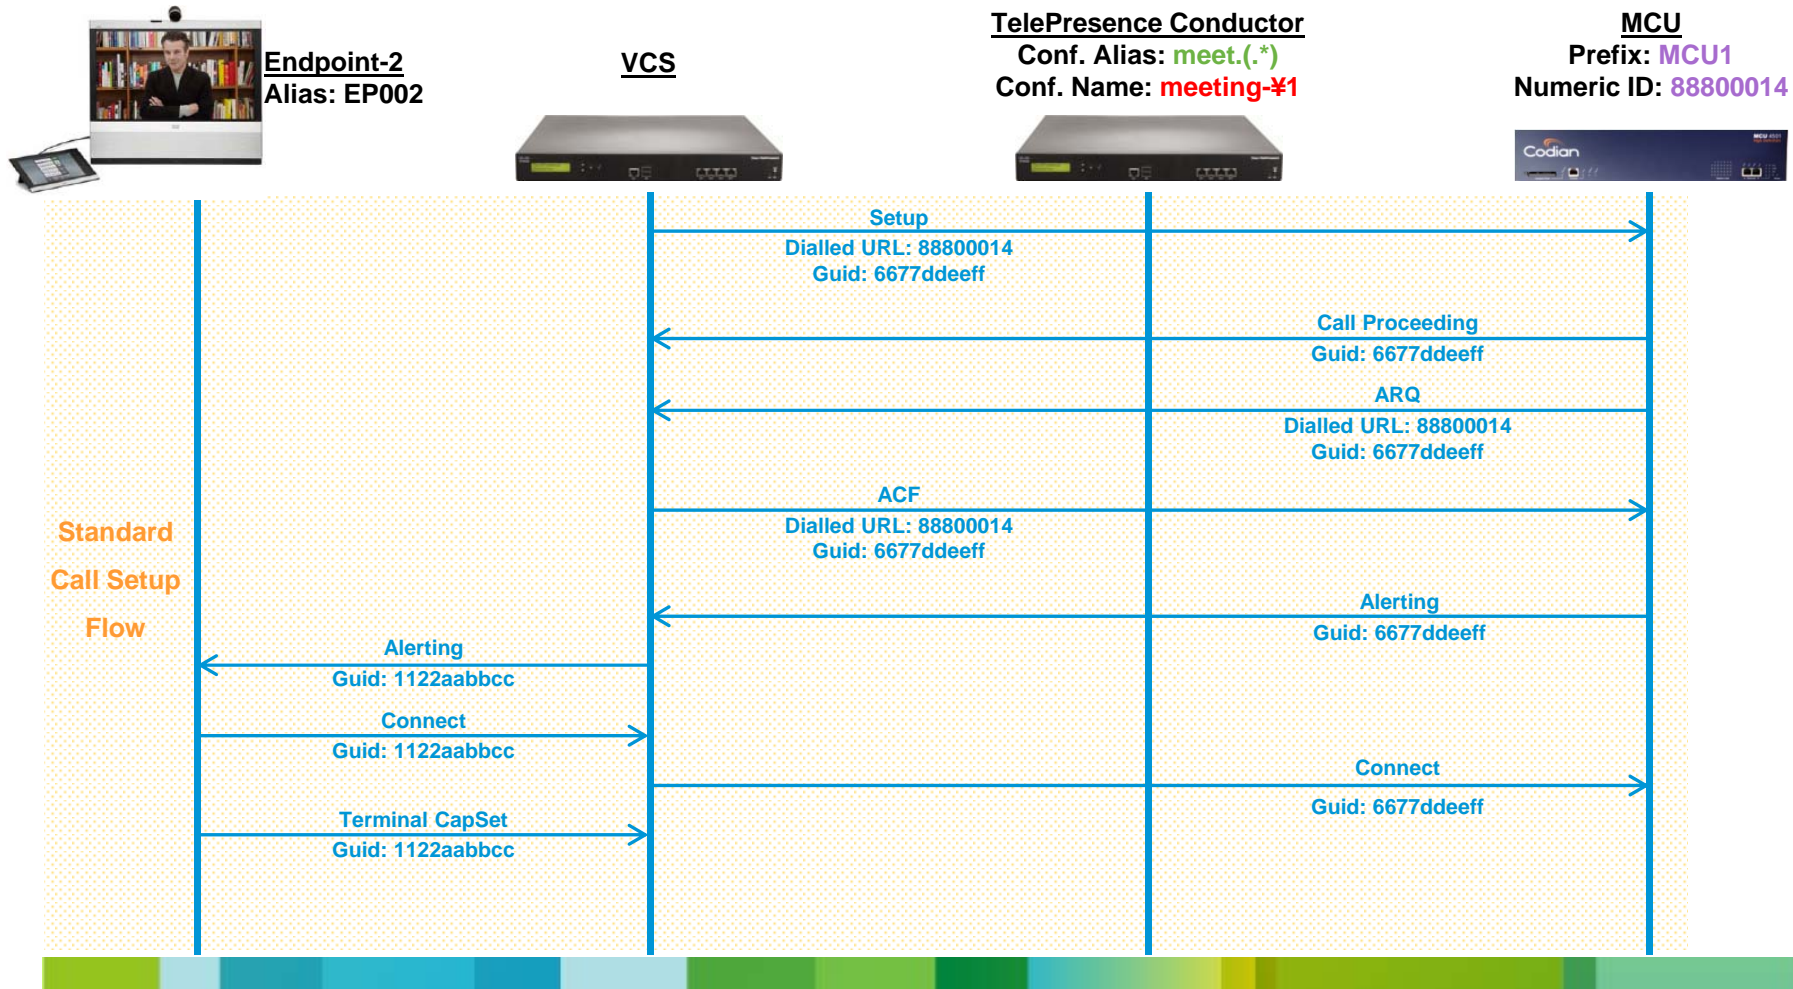 Endpoint-2
Alias: EP002
VCS
TelePresence Conductor
Conf. Alias: meet.(.*)
Conf. Name: meeting-¥1
MCU
Prefix: MCU1
Numeric ID: 88800014
Codian
Setup
Dialled URL: 88800014
Guid: 6677ddeeff
Call Proceeding
Guid: 6677ddeeff
ARQ
Dialled URL: 88800014
Guid: 6677ddeeff
ACF
Dialled URL: 88800014
Guid: 6677ddeeff
Standard
Call Setup
Flow
Alerting
Guid: 6677ddeeff
Alerting
Guid: 1122aabbcc
Connect
Guid: 1122aabbcc
Connect
Guid: 6677ddeeff
Terminal CapSet
Guid: 1122aabbcc